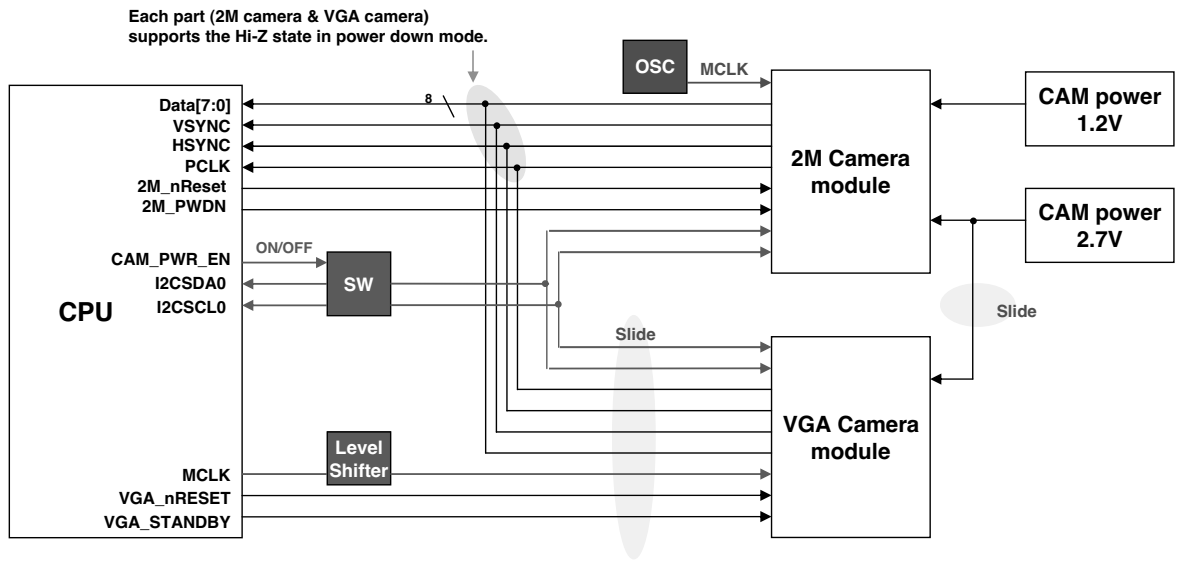 Each part (2M camera & VGA camera)
supports the Hi-Z state in power down mode.
OSC
MCLK
CAM power
1.2V
8
Data[7:0]
VSYNC
HSYNC
PCLK
2M_nReset
2M_PWDN
2M Camera
module
CAM power
2.7V
CAM_PWR_EN
ON/OFF
I2CSDA0
SW
I2CSCL0
CPU
Slide
Slide
VGA Camera
module
Level
Shifter
MCLK
VGA_nRESET
VGA_STANDBY